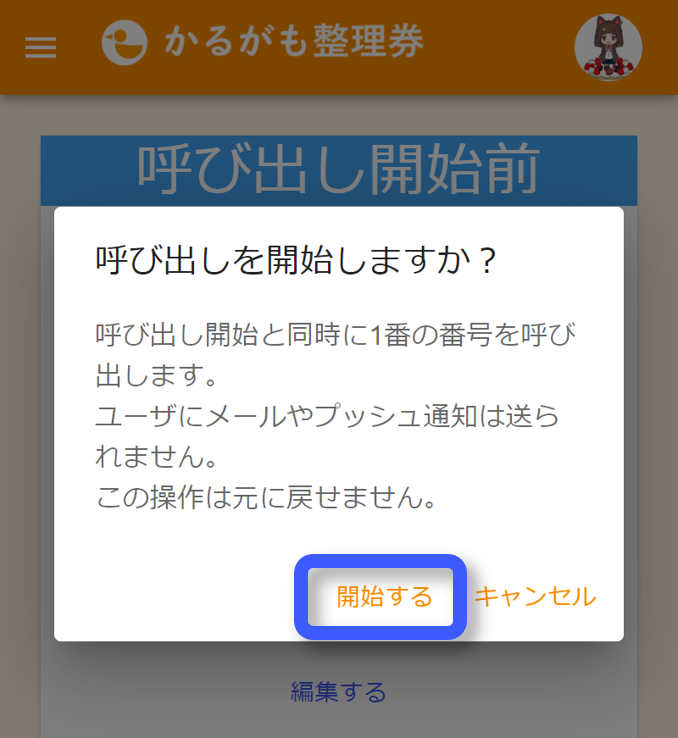 かるがも整理券
呼び出し開始前
呼び出しを開始しますか？
呼び出し開始と同時に1番の番号を呼び
出します。
ユーザにメールやプッシュ通知は送ら
れません。
この操作は元に戻せません。
開始する
キャンセル
編集する